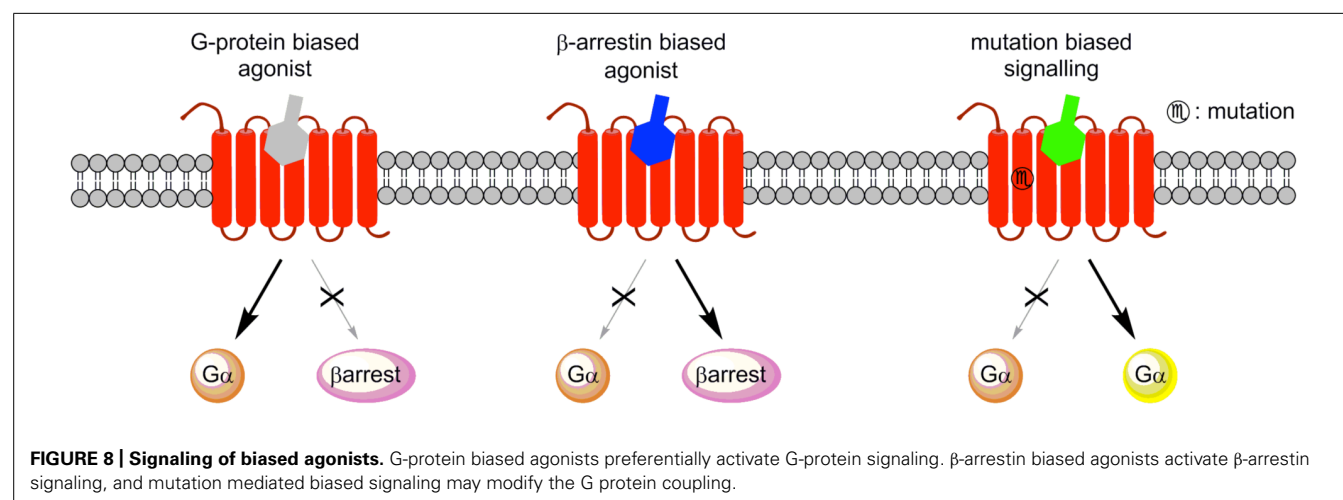 G-protein biased
agonist
β-arrestin biased
agonist
mutation biased
signalling
ⓜ : mutation
ⓜ
Gα
βarrest
Gα
βarrest
Gα
Gα
FIGURE 8 | Signaling of biased agonists. G-protein biased agonists preferentially activate G-protein signaling. β-arrestin biased agonists activate β-arrestin
signaling, and mutation mediated biased signaling may modify the G protein coupling.